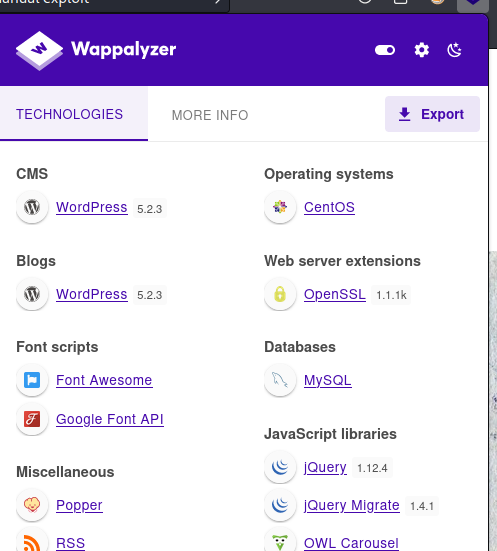 Wappalyzer
TECHNOLOGIES
MORE INFO
Export
CMS
WordPress 5.2.3
Blogs
WordPress 5.2.3
Font scripts
Font Awesome
Google Font API
Miscellaneous
Popper
RSS
Operating systems
CentOS
Web server extensions
OpenSSL 1.1.1k
Databases
MySQL
JavaScript libraries
jQuery 1.12.4
jQuery Migrate 1.4.1
OWL Carousel